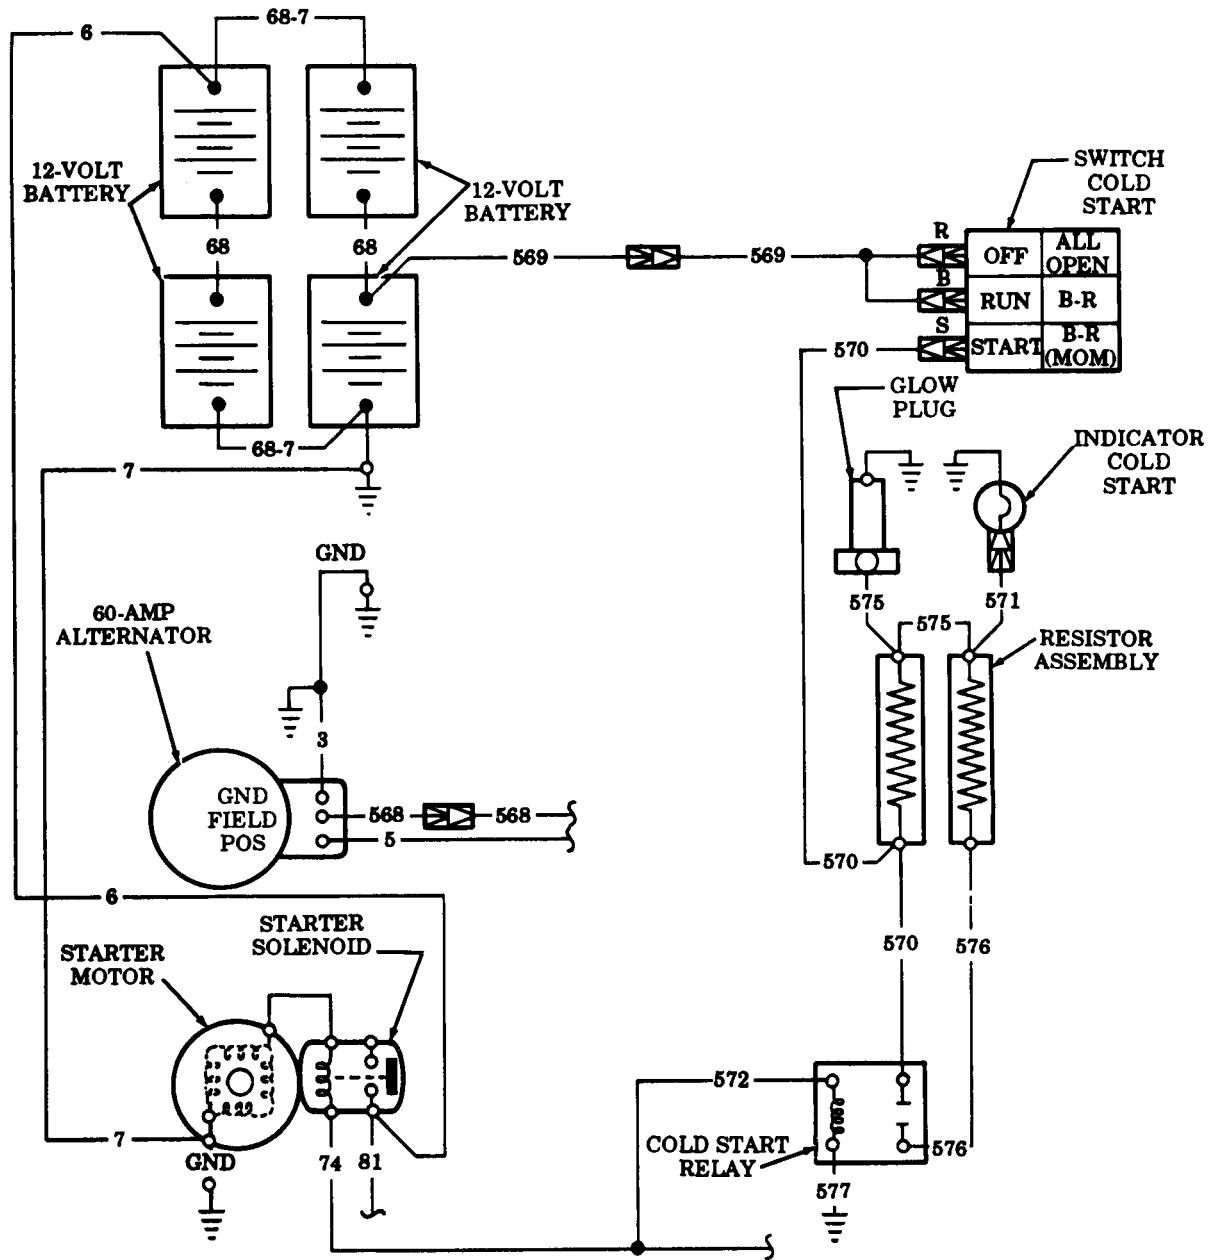 68-7
6
12-VOLT
BATTERY
12-VOLT
BATTERY
68
68
569
569
SWITCH
COLD
START
R
OFF
ALL
OPEN
B
RUN
B-R
S
START
B-R
(MOM)
570
GLOW
PLUG
68-7
7
INDICATOR
COLD
START
GND
60-AMP
ALTERNATOR
575
571
575
RESISTOR
ASSEMBLY
3
GND
FIELD
POS
568
568
5
570
6
STARTER
SOLENOID
STARTER
MOTOR
570
576
572
7
GND
74
81
COLD START
RELAY
576
577